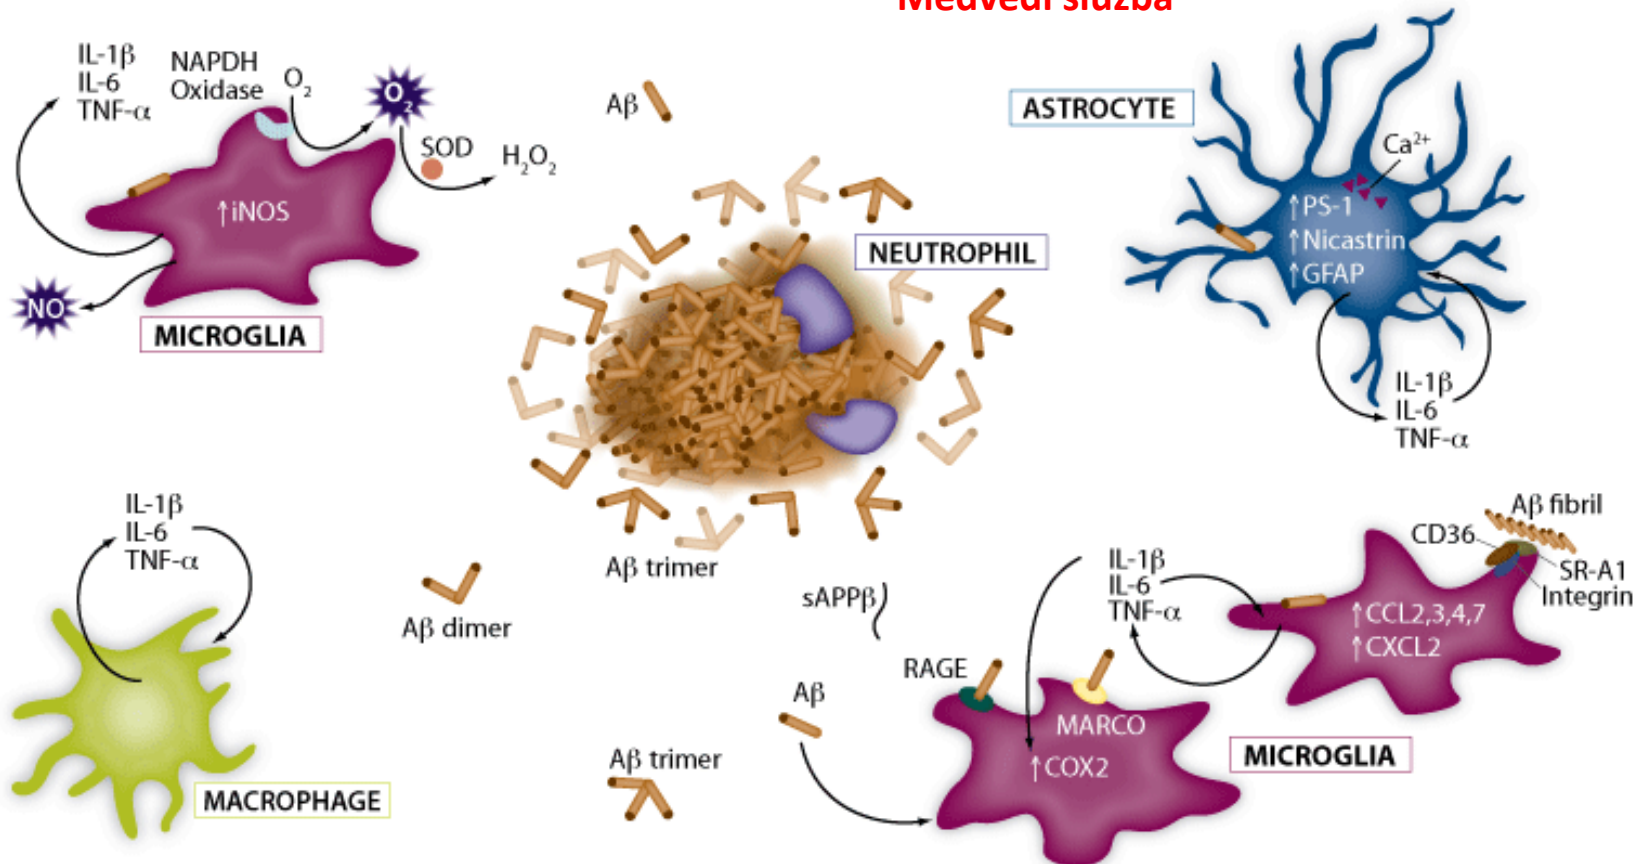 Medvědí služba
IL-1β
IL-6
TNF-α
NAPDH
Oxidase
O₂
O₂
SOD
H₂O₂
↑iNOS
NO
MICROGLIA
Aβ
NEUTROPHIL
ASTROCYTE
Ca²⁺
↑PS-1
↑Nicastrin
↑GFAP
IL-1β
IL-6
TNF-α
IL-1β
IL-6
TNF-α
MACROPHAGE
Aβ dimer
Aβ trimer
sAPPβ
Aβ
Aβ trimer
RAGE
MARCO
↑COX2
IL-1β
IL-6
TNF-α
MICROGLIA
Aβ fibril
CD36
SR-A1
Integrin
↑CCL2,3,4,7
↑CXCL2